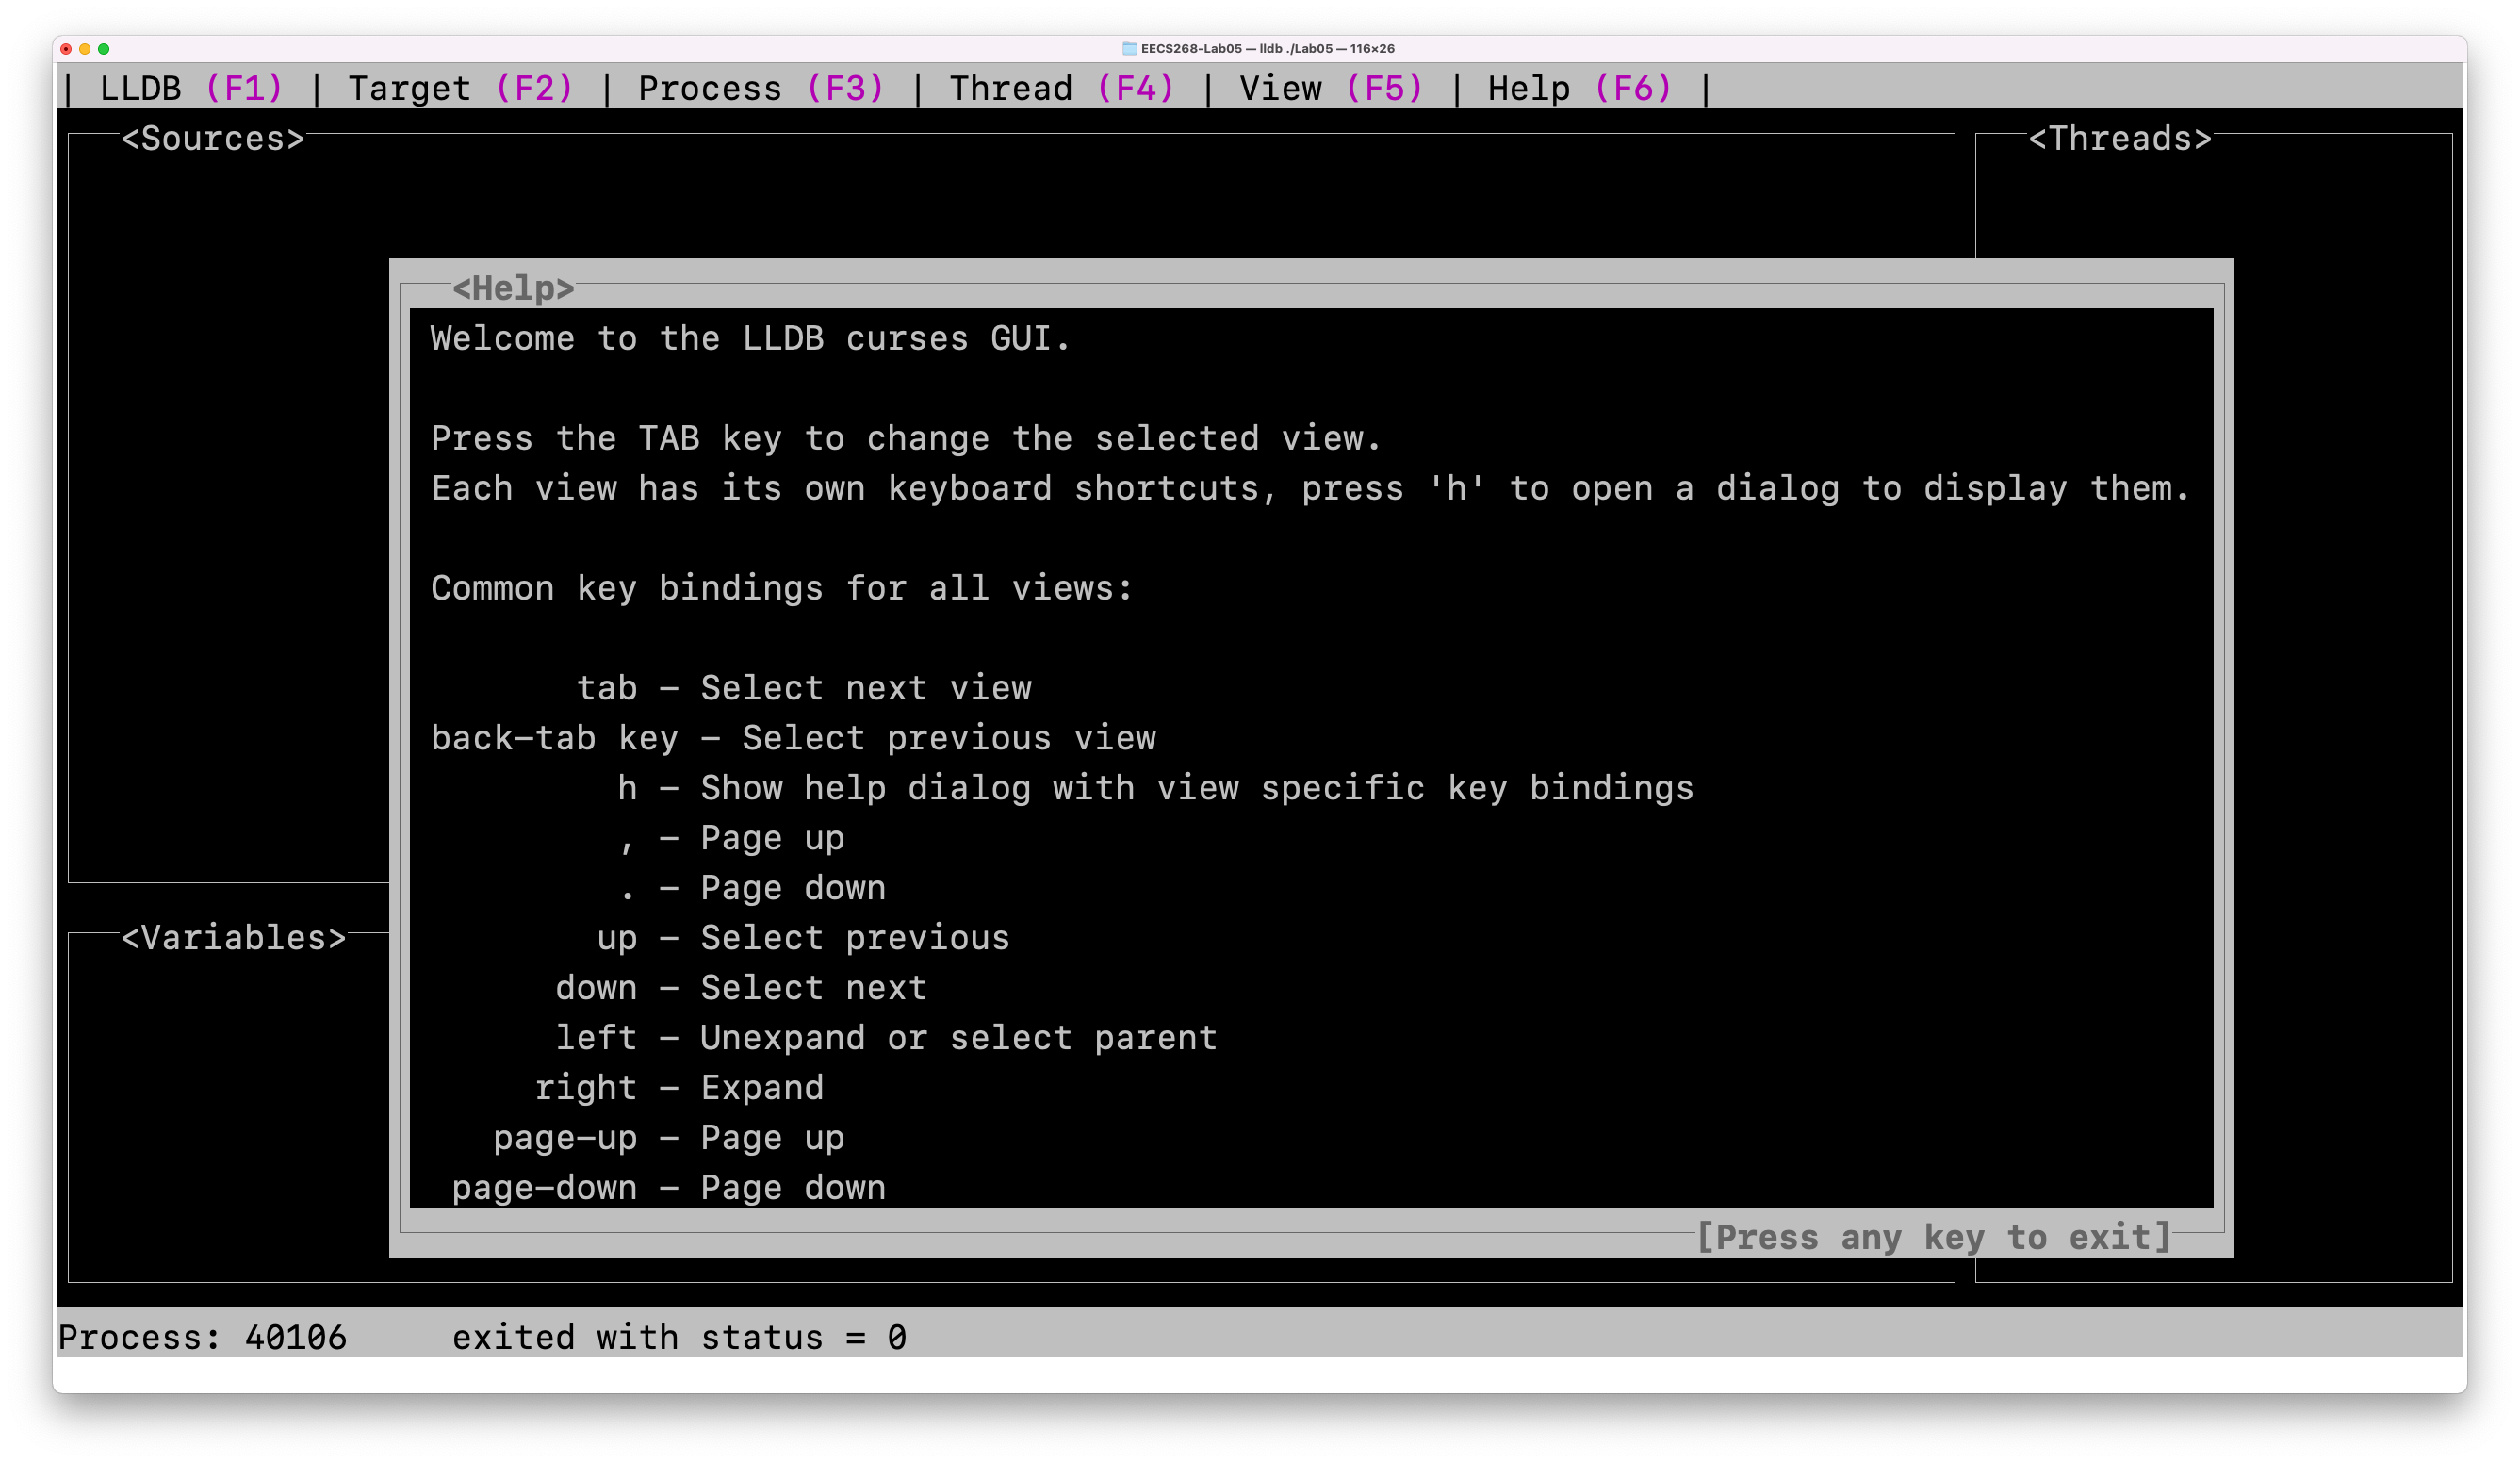 EECS268-Lab05 — lldb ./Lab05 — 116×26
| LLDB (F1) | Target (F2) | Process (F3) | Thread (F4) | View (F5) | Help (F6) |
<Sources>
<Threads>
<Help>
Welcome to the LLDB curses GUI.
Press the TAB key to change the selected view.
Each view has its own keyboard shortcuts, press 'h' to open a dialog to display them.
Common key bindings for all views:
tab - Select next view
back-tab key - Select previous view
h - Show help dialog with view specific key bindings
, - Page up
. - Page down
up - Select previous
down - Select next
left - Unexpand or select parent
right - Expand
page-up - Page up
page-down - Page down
[Press any key to exit]
<Variables>
Process: 40106 exited with status = 0